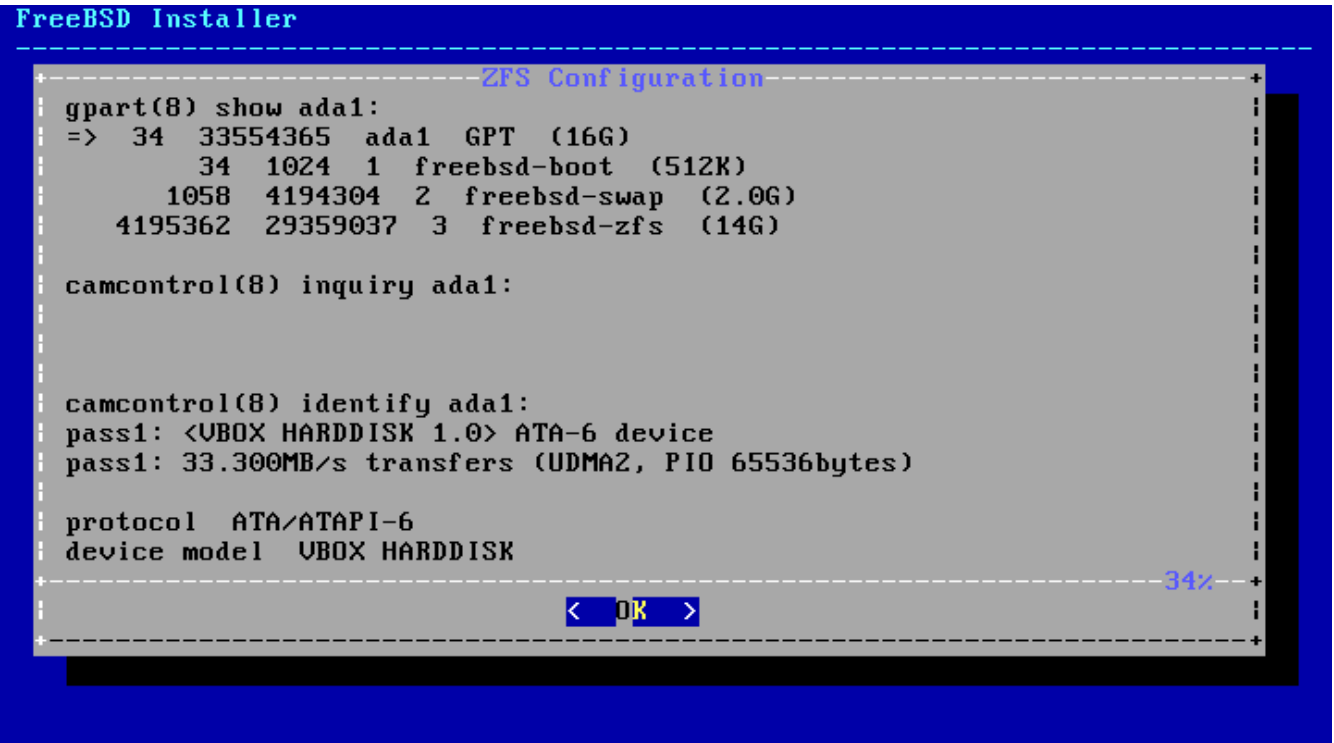 FreeBSD Installer
ZFS Configuration
gpart(8) show ada1:
=> 34 33554365 ada1 GPT (16G)
34 1024 1 freebsd-boot (512K)
1058 4194304 2 freebsd-swap (2.0G)
4195362 29359037 3 freebsd-zfs (14G)
camcontrol(8) inquiry ada1:
camcontrol(8) identify ada1:
pass1: <VBOX HARDDISK 1.0> ATA-6 device
pass1: 33.300MB/s transfers (UDMA2, PIO 65536bytes)
protocol ATA/ATAPI-6
device model VBOX HARDDISK
34%
< OK >